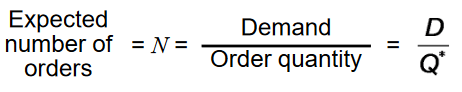 Expected
number of
orders
= N =
Demand
Order quantity
=
D
Q*